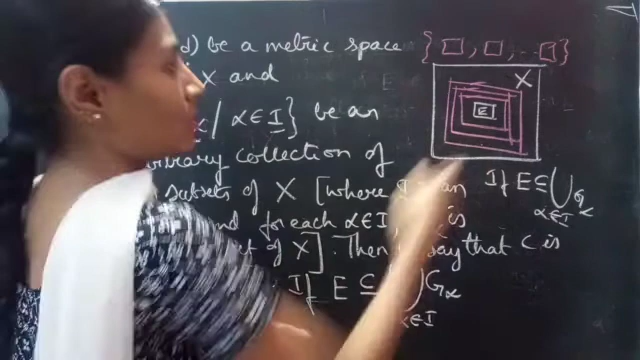 d) be a metric space
X and
/ α∈I} be an
collection of
subsets of X [where an
and for each α∈I, is
of X]. Then say that C is
If E ⊆ ⋃ Gα
α∈I
{ , , .. }
X
E
If E ⊆ ⋃ Gα
α∈I